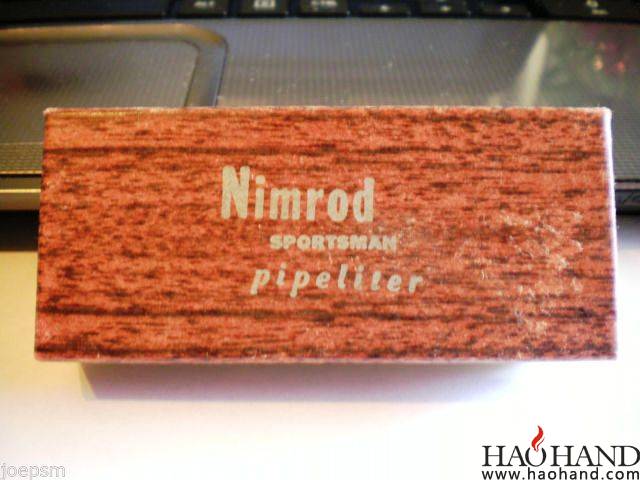 Nimrod
SPORTSMAN
pipeliter
joepsm
HAOHAND
www.haohand.com